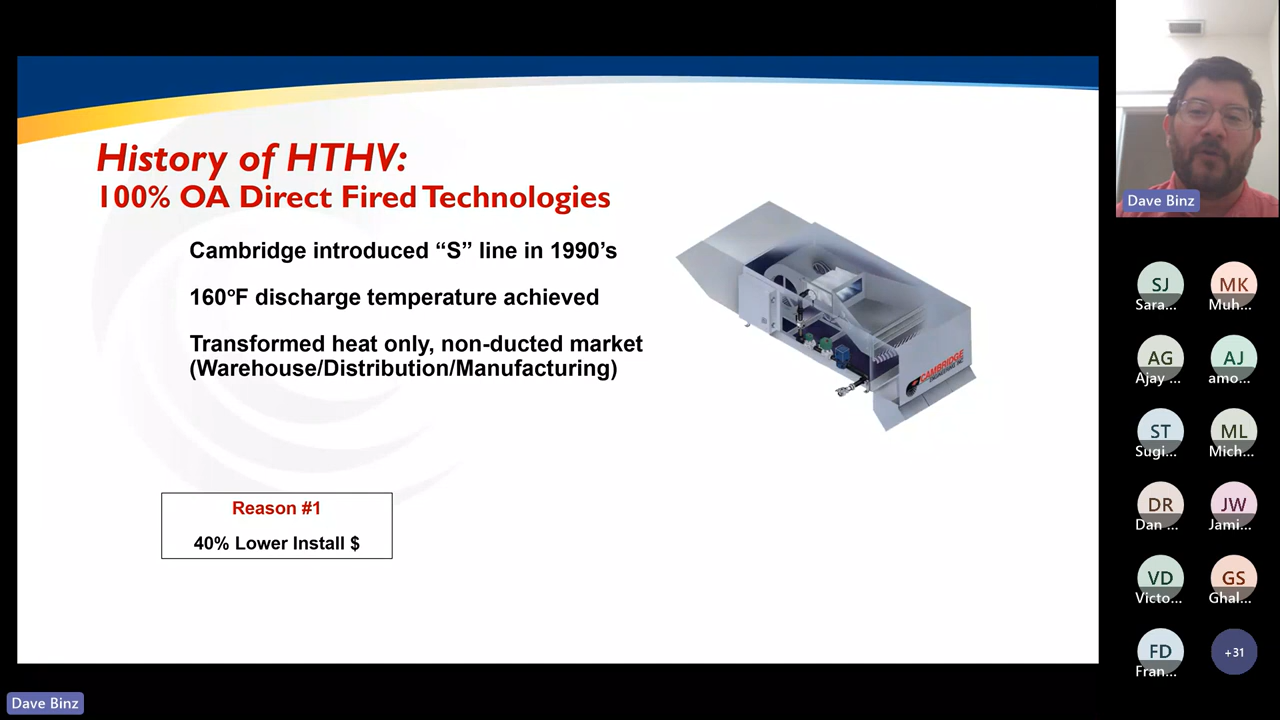 History of HTHV:
100% OA Direct Fired Technologies
Cambridge introduced “S” line in 1990’s
160ºF discharge temperature achieved
Transformed heat only, non-ducted market
(Warehouse/Distribution/Manufacturing)
CAMBRIDGE
ENGINEERING, INC.
Reason #1
40% Lower Install $
Dave Binz
SJ
Sara...
MK
Muh...
AG
Ajay ...
AJ
amo...
ST
Sugi...
ML
Mich...
DR
Dan ...
JW
Jami...
VD
Victo...
GS
Ghal...
FD
Fran...
+31
Dave Binz